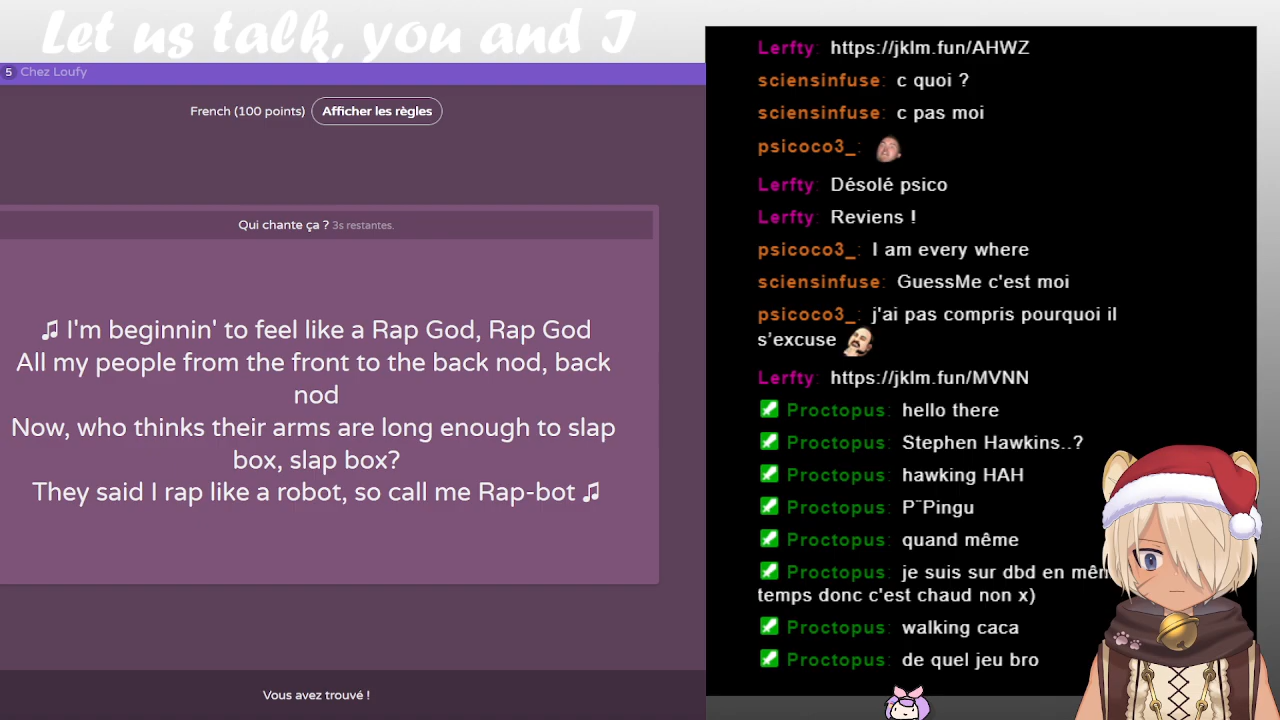 Let us talk, you and I
5 Chez Loufy
French (100 points) Afficher les règles
Qui chante ça ? 3s restantes.
♫ I'm beginnin' to feel like a Rap God, Rap God
All my people from the front to the back nod, back
nod
Now, who thinks their arms are long enough to slap
box, slap box?
They said I rap like a robot, so call me Rap-bot ♫
Vous avez trouvé !
Lerfty: https://jklm.fun/AHWZ
sciensinfuse: c quoi ?
sciensinfuse: c pas moi
psicoco3_:
Lerfty: Désolé psico
Lerfty: Reviens !
psicoco3_: I am every where
sciensinfuse: GuessMe c'est moi
psicoco3_: j'ai pas compris pourquoi il
s'excuse
Lerfty: https://jklm.fun/MVNN
Proctopus: hello there
Proctopus: Stephen Hawkins..?
Proctopus: hawking HAH
Proctopus: P¨Pingu
Proctopus: quand même
Proctopus: je suis sur dbd en mêm
temps donc c'est chaud non x)
Proctopus: walking caca
Proctopus: de quel jeu bro